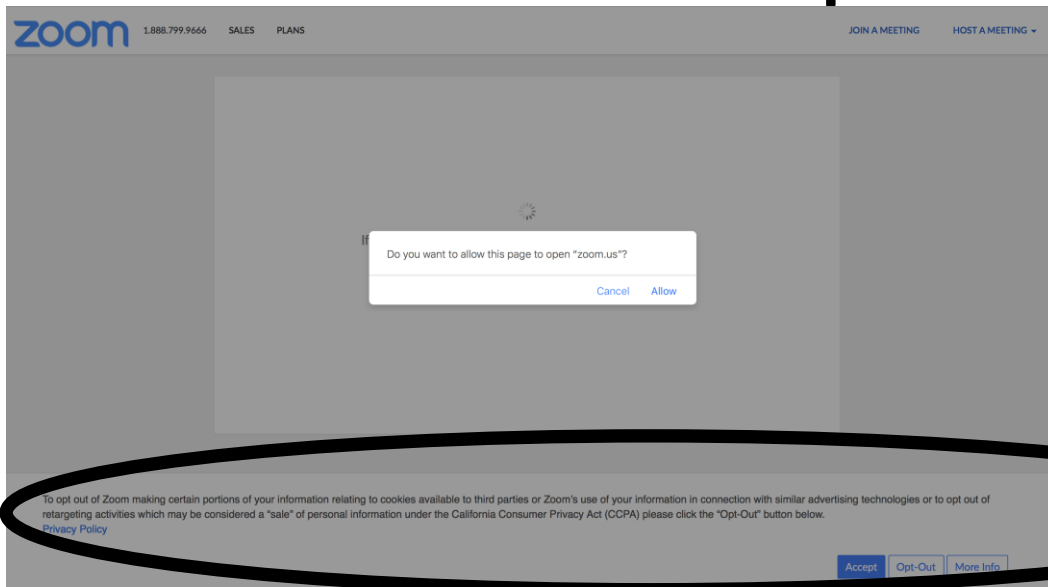 zoom 1.888.799.9666 SALES PLANS JOIN A MEETING HOST A MEETING
If
Do you want to allow this page to open "zoom.us"?
Cancel Allow
To opt out of Zoom making certain portions of your information relating to cookies available to third parties or Zoom's use of your information in connection with similar advertising technologies or to opt out of
retargeting activities which may be considered a "sale" of personal information under the California Consumer Privacy Act (CCPA) please click the "Opt-Out" button below.
Privacy Policy
Accept Opt-Out More Info